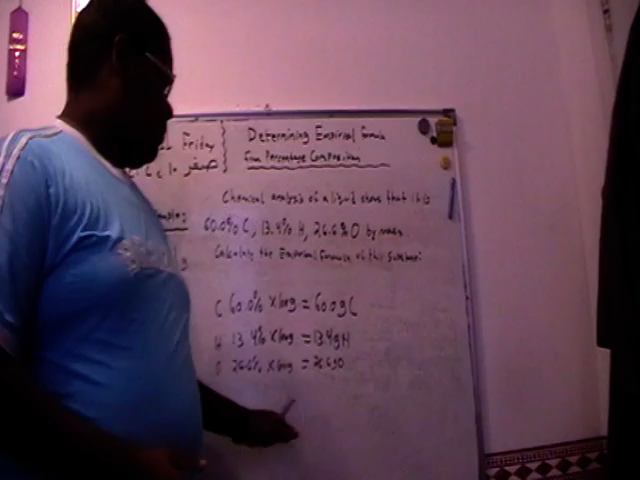 Friday
صفر
Determining Empirical Formula
From Percentage Composition
Chemical analysis of a liquid shows that it is
60.0% C, 13.4% H, 26.6% O by mass.
Calculate the Empirical formula of this substance:
C 60.0% X 100g = 60.0g C
H 13.4% X 100g = 13.4g H
O 26.6% X 100g = 26.6g O